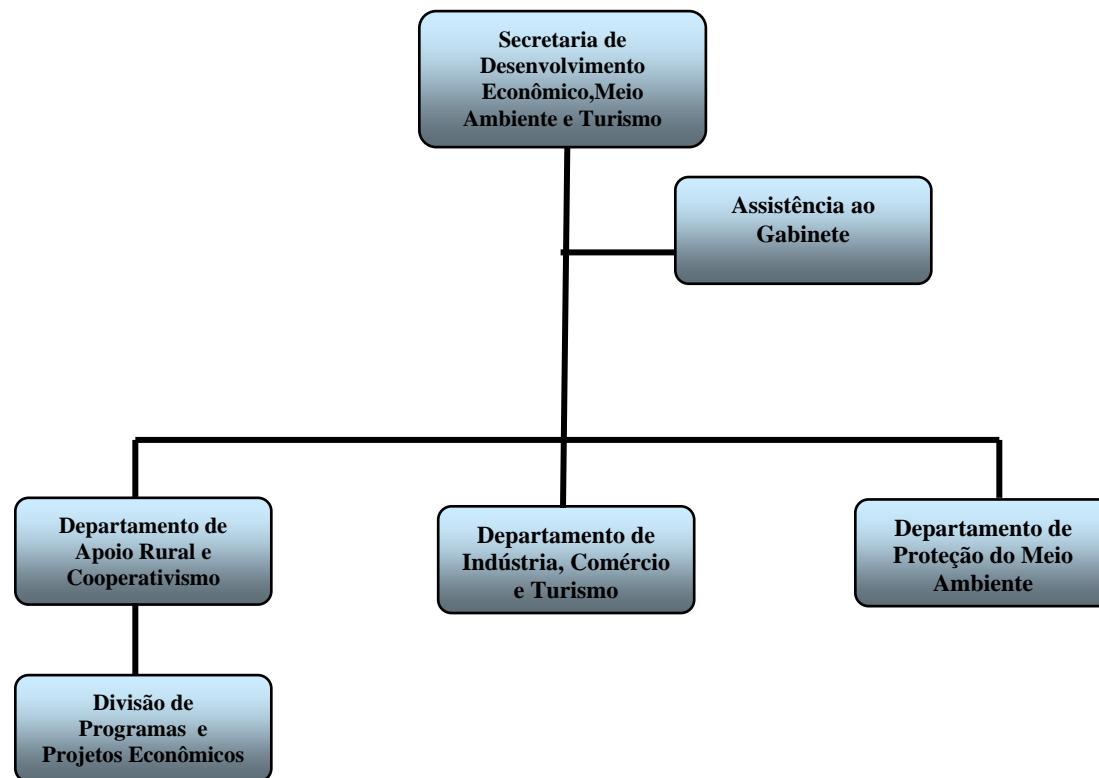 Secretaria de
Desenvolvimento
Econômico,Meio
Ambiente e Turismo
Assistência ao
Gabinete
Departamento de
Apoio Rural e
Cooperativismo
Departamento de
Indústria, Comércio
e Turismo
Departamento de
Proteção do Meio
Ambiente
Divisão de
Programas e
Projetos Econômicos